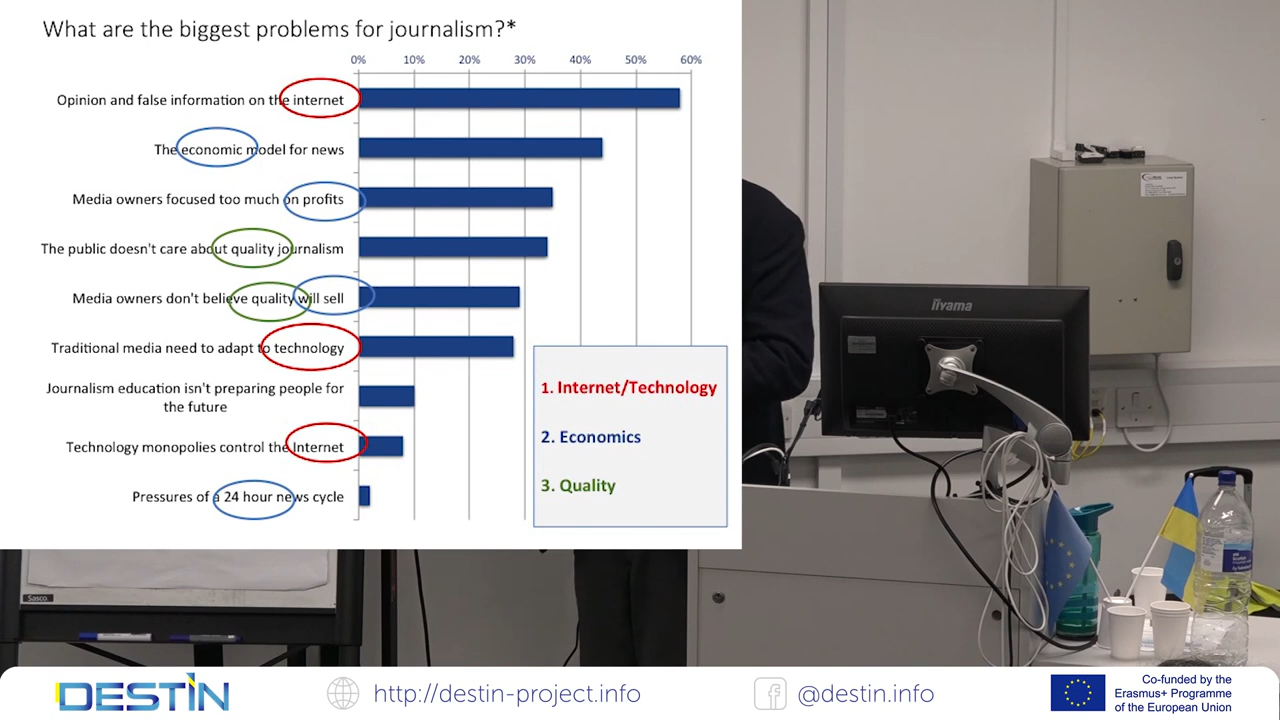 What are the biggest problems for journalism?*
0% 10% 20% 30% 40% 50% 60%
Opinion and false information on the internet
The economic model for news
Media owners focused too much on profits
The public doesn't care about quality journalism
Media owners don't believe quality will sell
Traditional media need to adapt to technology
Journalism education isn't preparing people for
the future
Technology monopolies control the Internet
Pressures of a 24 hour news cycle
1. Internet/Technology
2. Economics
3. Quality
iiyama
Sasco
DESTIN
http://destin-project.info
@destin.info
Co-funded by the
Erasmus+ Programme
of the European Union